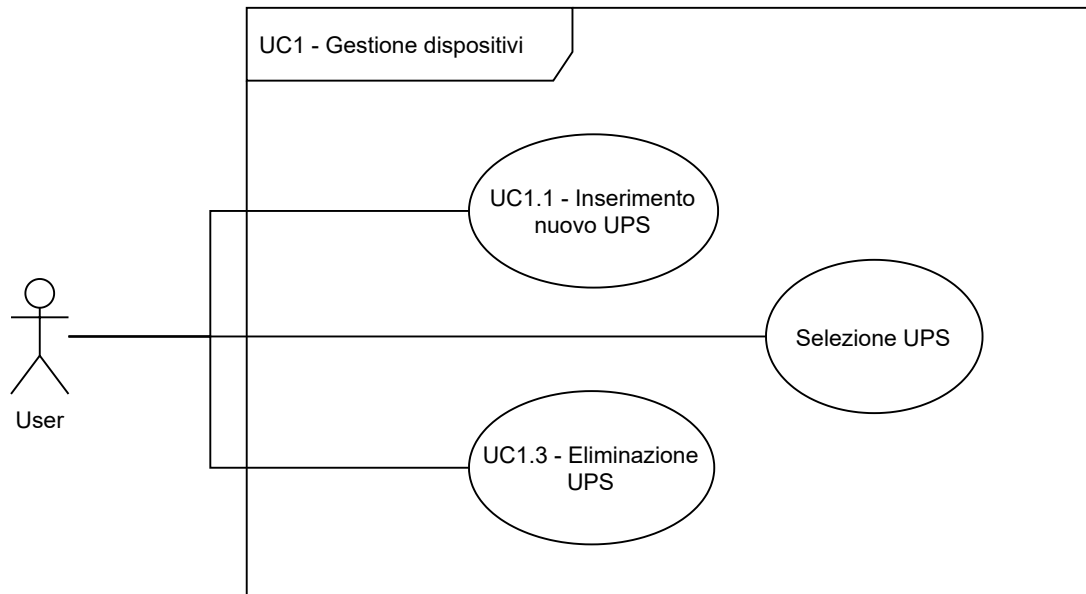 UC1 - Gestione dispositivi
UC1.1 - Inserimento
nuovo UPS
Selezione UPS
User
UC1.3 - Eliminazione
UPS